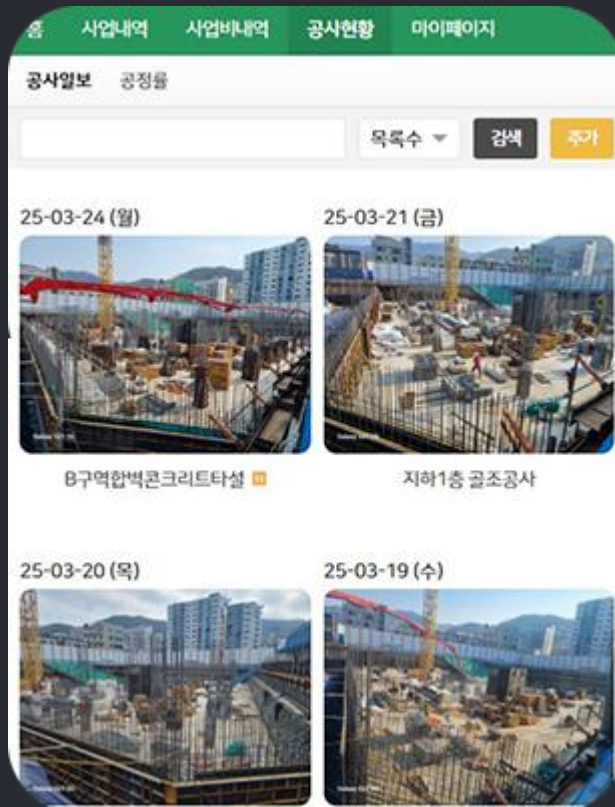 홈 사업내역 사업비내역 공사현황 마이페이지
공사일보 공정률
목록수 검색 추가
25-03-24 (월) 25-03-21 (금)
B구역합벽콘크리트타설 지하1층 골조공사
25-03-20 (목) 25-03-19 (수)